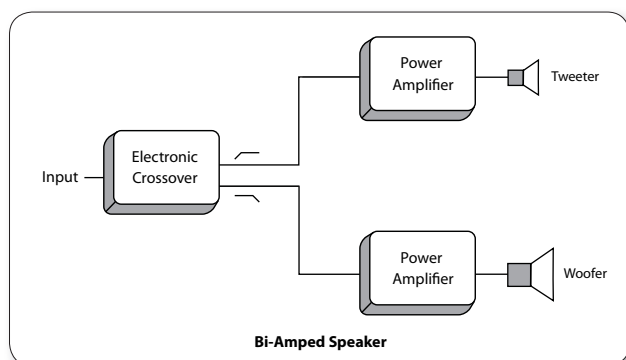 Power
Amplifier
Tweeter
Electronic
Crossover
Input
Power
Amplifier
Woofer
Bi-Amped Speaker